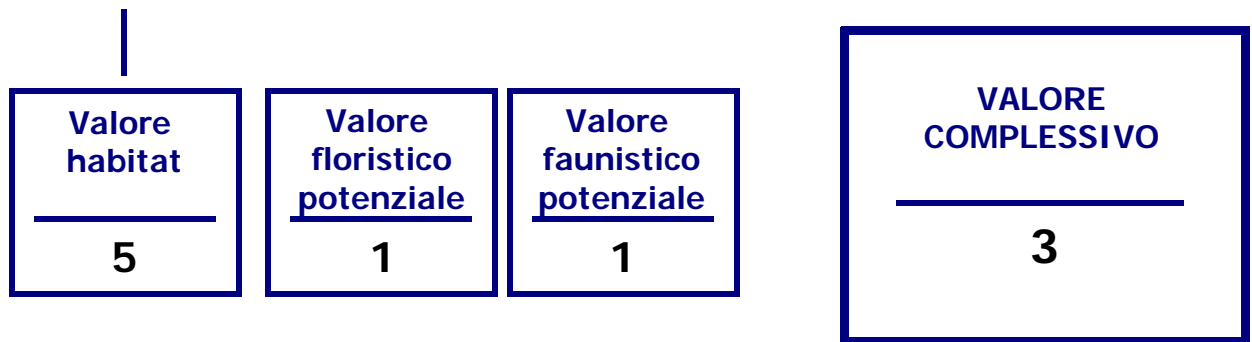 Valore
habitat
5
Valore
floristico
potenziale
1
Valore
faunistico
potenziale
1
VALORE
COMPLESSIVO
3